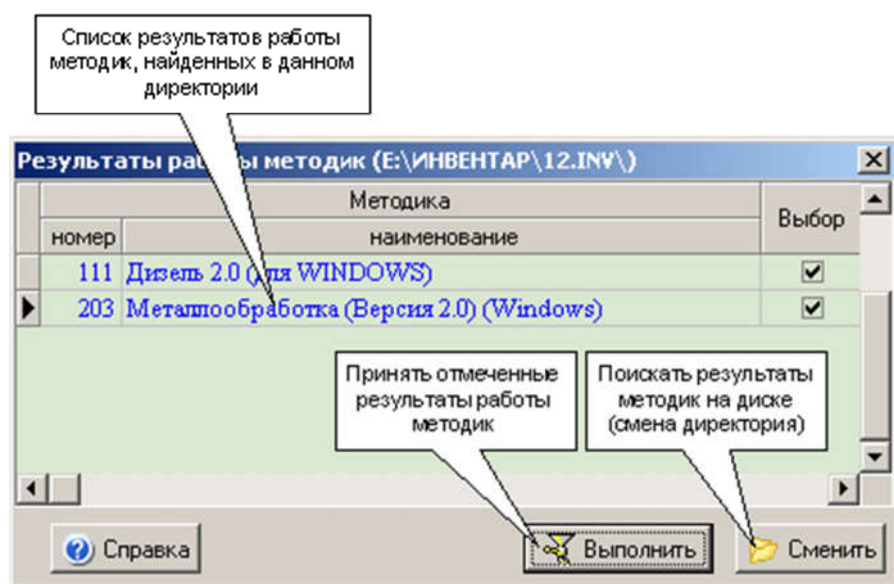 Список результатов работы
методик, найденных в данном
директории
Результаты работы методик (E:\ИНВЕНТАР\12.INV\)
Методика
Выбор
номер
наименование
111 Дизель 2.0 (для WINDOWS)
203 Металлообработка (Версия 2.0) (Windows)
Принять отмеченные
результаты работы
методик
Поискать результаты
методик на диске
(смена директория)
Справка
Выполнить
Сменить